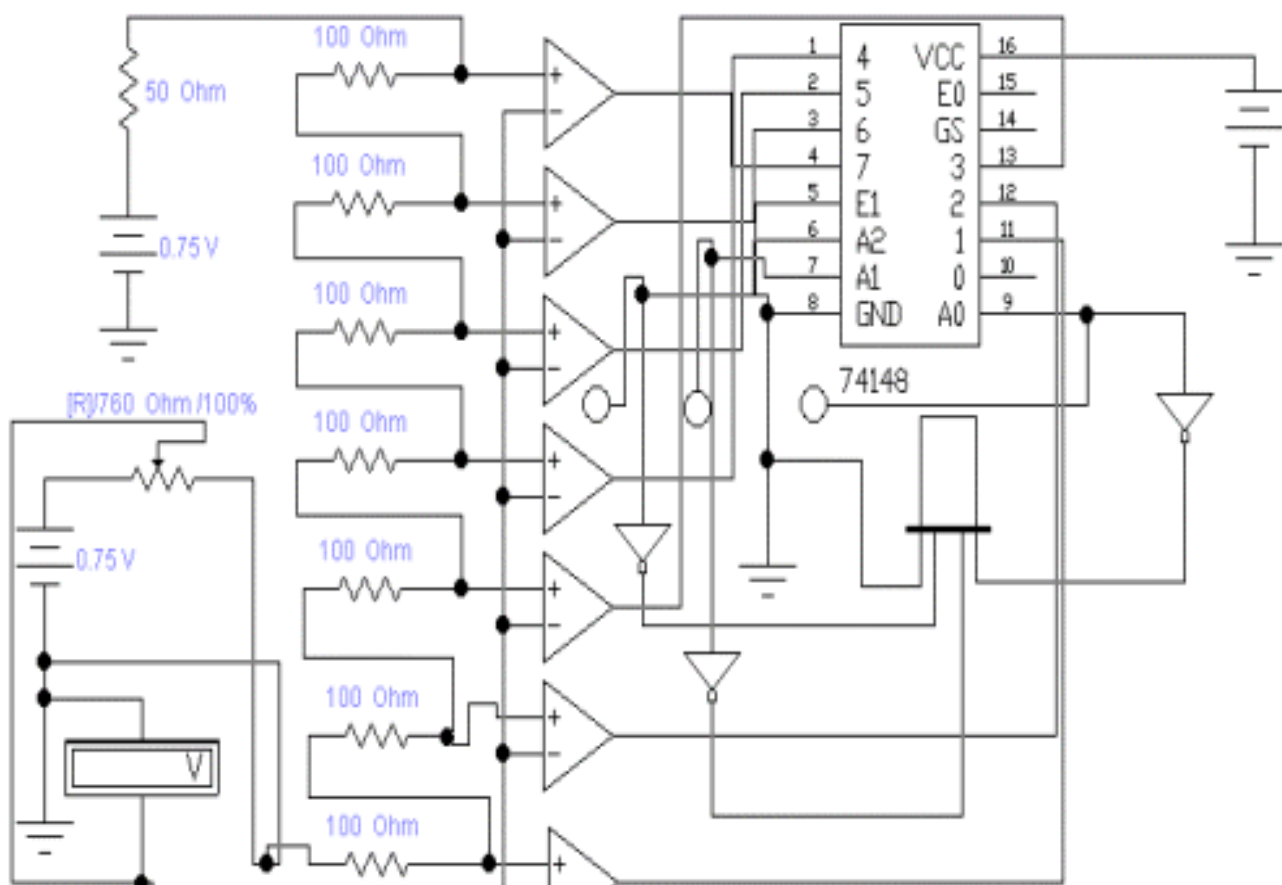 100 Ohm
50 Ohm
0.75 V
100 Ohm
100 Ohm
100 Ohm
100 Ohm
100 Ohm
100 Ohm
[R]/760 Ohm/100%
0.75 V
V
+
−
+
−
+
−
+
−
+
−
+
−
+
1 4 VCC 16
2 5 E0 15
3 6 GS 14
4 7 3 13
5 E1 2 12
6 A2 1 11
7 A1 0 10
8 GND A0 9
74148